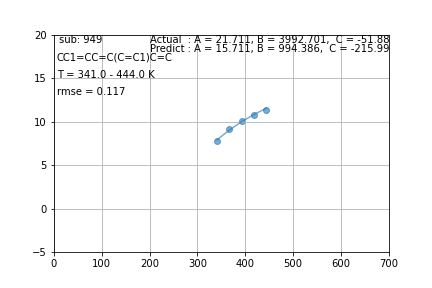 sub: 949
Actual : A = 21.711, B = 3992.701, C = -51.88
Predict : A = 15.711, B = 994.386, C = -215.99
CC1=CC=C(C=C1)C=C
T = 341.0 - 444.0 K
rmse = 0.117
20
15
10
5
0
−5
0 100 200 300 400 500 600 700